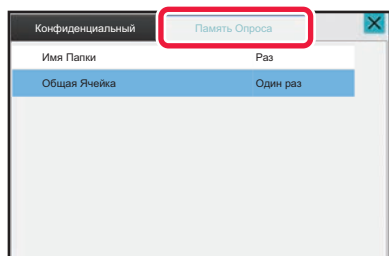 Конфиденциальный Память Опроса
Имя Папки Раз
Общая Ячейка Один раз